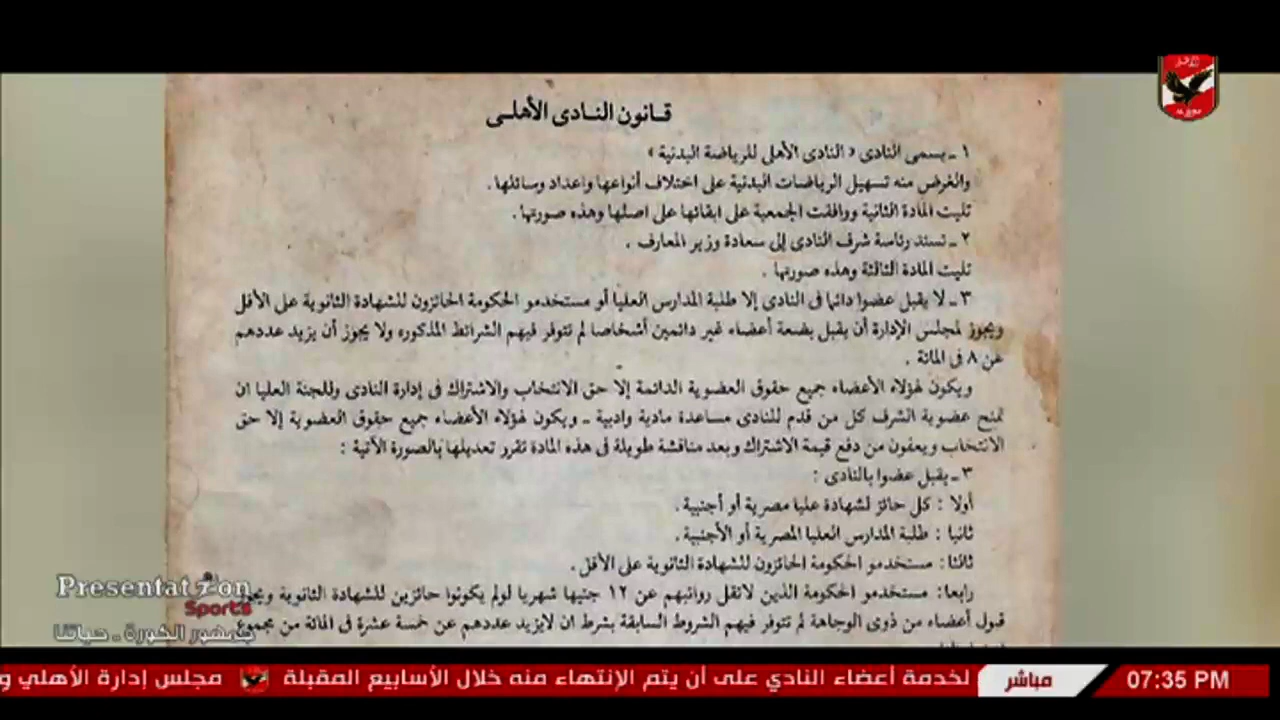 قانون النادى الأهلى
١ ـ يسمى النادى « النادى الأهلى للرياضة البدنية »
والغرض منه تسهيل الرياضات البدنية على اختلاف أنواعها واعداد وسائلها .
تليت المادة الثانية ووافقت الجمعية على ابقائها على اصلها وهذه صورتها .
٢ ـ تسند رئاسة شرف النادى إلى سعادة وزير المعارف .
تليت المادة الثالثة وهذه صورتها .
٣ ـ لا يقبل عضوا دائما فى النادى إلا طلبة المدارس العليا أو مستخدمو الحكومة الحائزون للشهادة الثانوية على الأقل
ويجوز لمجلس الإدارة أن يقبل بضعة أعضاء غير دائمين أشخاصا لم تتوفر فيهم الشرائط المذكوره ولا يجوز أن يزيد عددهم
عن ٨ فى المائة .
ويكون لهؤلاء الأعضاء جميع حقوق العضوية الدائمة إلا حق الانتخاب والاشتراك فى إدارة النادى وللجنة العليا ان
تمنح عضوية الشرف كل من قدم للنادى مساعدة مادية وادبية ـ ويكون لهؤلاء الأعضاء جميع حقوق العضوية إلا حق
الانتخاب ويعفون من دفع قيمة الاشتراك وبعد مناقشة طويلة فى هذه المادة تقرر تعديلها بالصورة الآتية :
٣ ـ يقبل عضوا بالنادى :
أولا : كل حائز لشهادة عليا مصرية أو أجنبية .
ثانيا : طلبة المدارس العليا المصرية أو الأجنبية .
ثالثا : مستخدمو الحكومة الحائزون للشهادة الثانوية على الأقل .
رابعا : مستخدمو الحكومة الذين لاتقل رواتبهم عن ١٢ جنيها شهريا ولو لم يكونوا حائزين للشهادة الثانوية ويجوز
قبول أعضاء من ذوى الوجاهة لم تتوفر فيهم الشروط السابقة بشرط ان لايزيد عددهم عن خمسة عشرة فى المائة من مجموع
Presentation
Sports
جمهور الكورة ـ حياتنا
لخدمة أعضاء النادي على أن يتم الإنتهاء منه خلال الأسابيع المقبلة مجلس إدارة الأهلي و
مباشر
07:35 PM